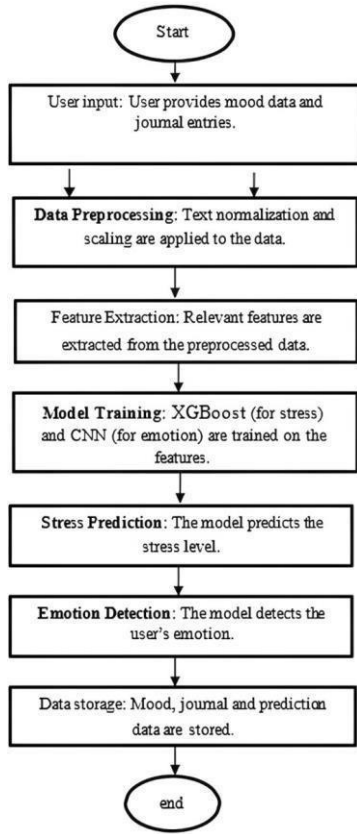 Start
User input: User provides mood data and
journal entries.
Data Preprocessing: Text normalization and
scaling are applied to the data.
Feature Extraction: Relevant features are
extracted from the preprocessed data.
Model Training: XGBoost (for stress)
and CNN (for emotion) are trained on the
features.
Stress Prediction: The model predicts the
stress level.
Emotion Detection: The model detects the
user's emotion.
Data storage: Mood, journal and prediction
data are stored.
end